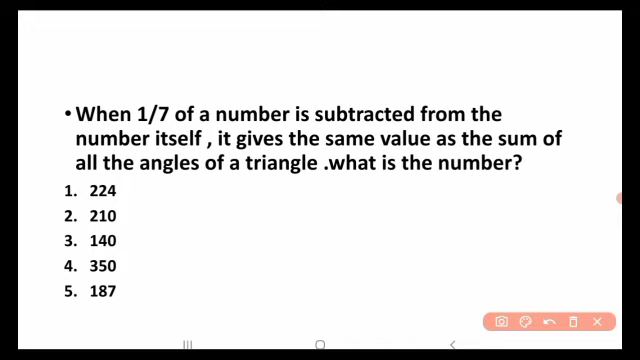 • When 1/7 of a number is subtracted from the
number itself , it gives the same value as the sum of
all the angles of a triangle .what is the number?
1. 224
2. 210
3. 140
4. 350
5. 187